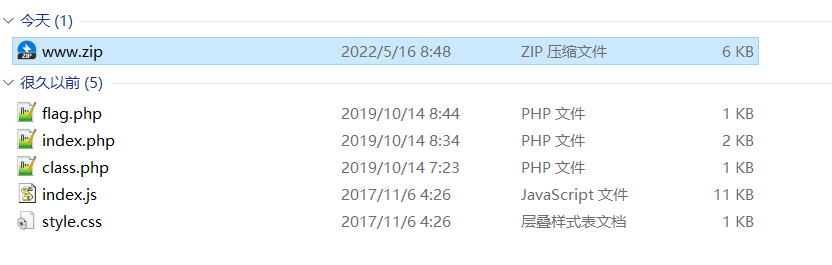 今天 (1)
www.zip 2022/5/16 8:48 ZIP 压缩文件 6 KB
很久以前 (5)
flag.php 2019/10/14 8:44 PHP 文件 1 KB
index.php 2019/10/14 8:34 PHP 文件 2 KB
class.php 2019/10/14 7:23 PHP 文件 1 KB
index.js 2017/11/6 4:26 JavaScript 文件 11 KB
style.css 2017/11/6 4:26 层叠样式表文档 1 KB